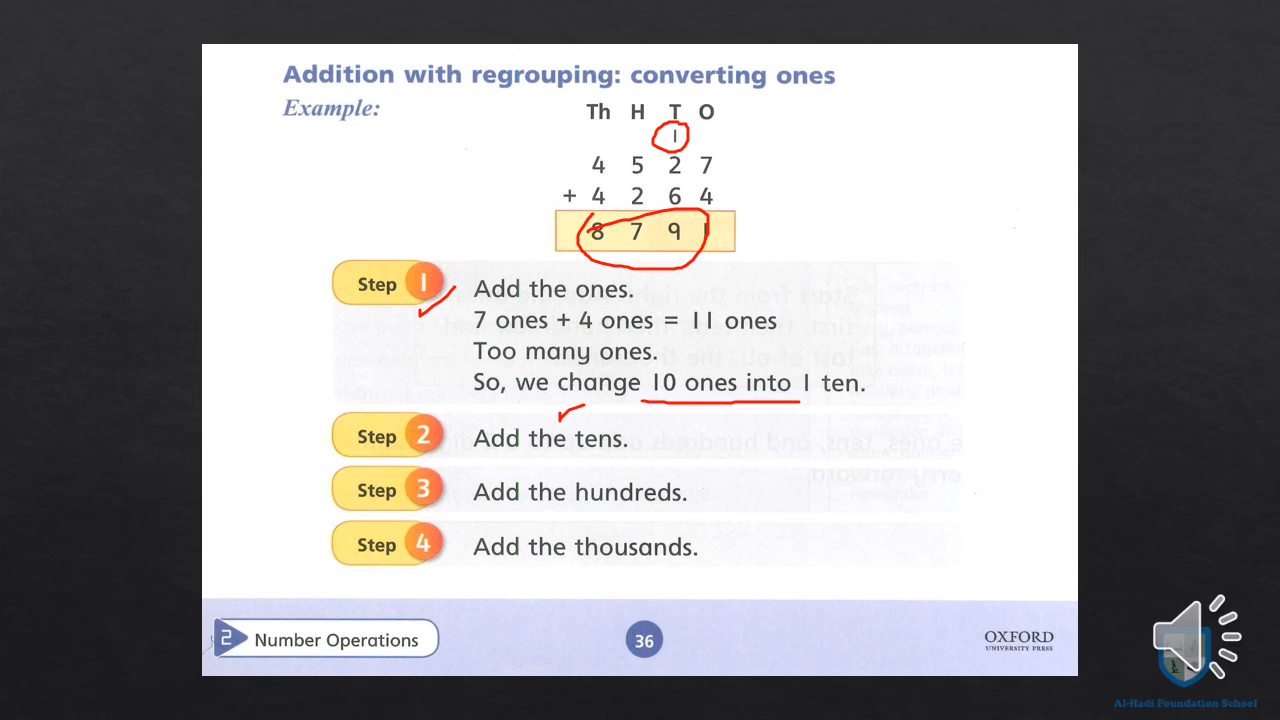 Addition with regrouping: converting ones
Example:
Th H T O
1
4 5 2 7
+ 4 2 6 4
8 7 9 1
Step 1 Add the ones.
7 ones + 4 ones = 11 ones
Too many ones.
So, we change 10 ones into 1 ten.
Step 2 Add the tens.
Step 3 Add the hundreds.
Step 4 Add the thousands.
2 Number Operations
36
OXFORD
UNIVERSITY PRESS
Al-Hadi Foundation School